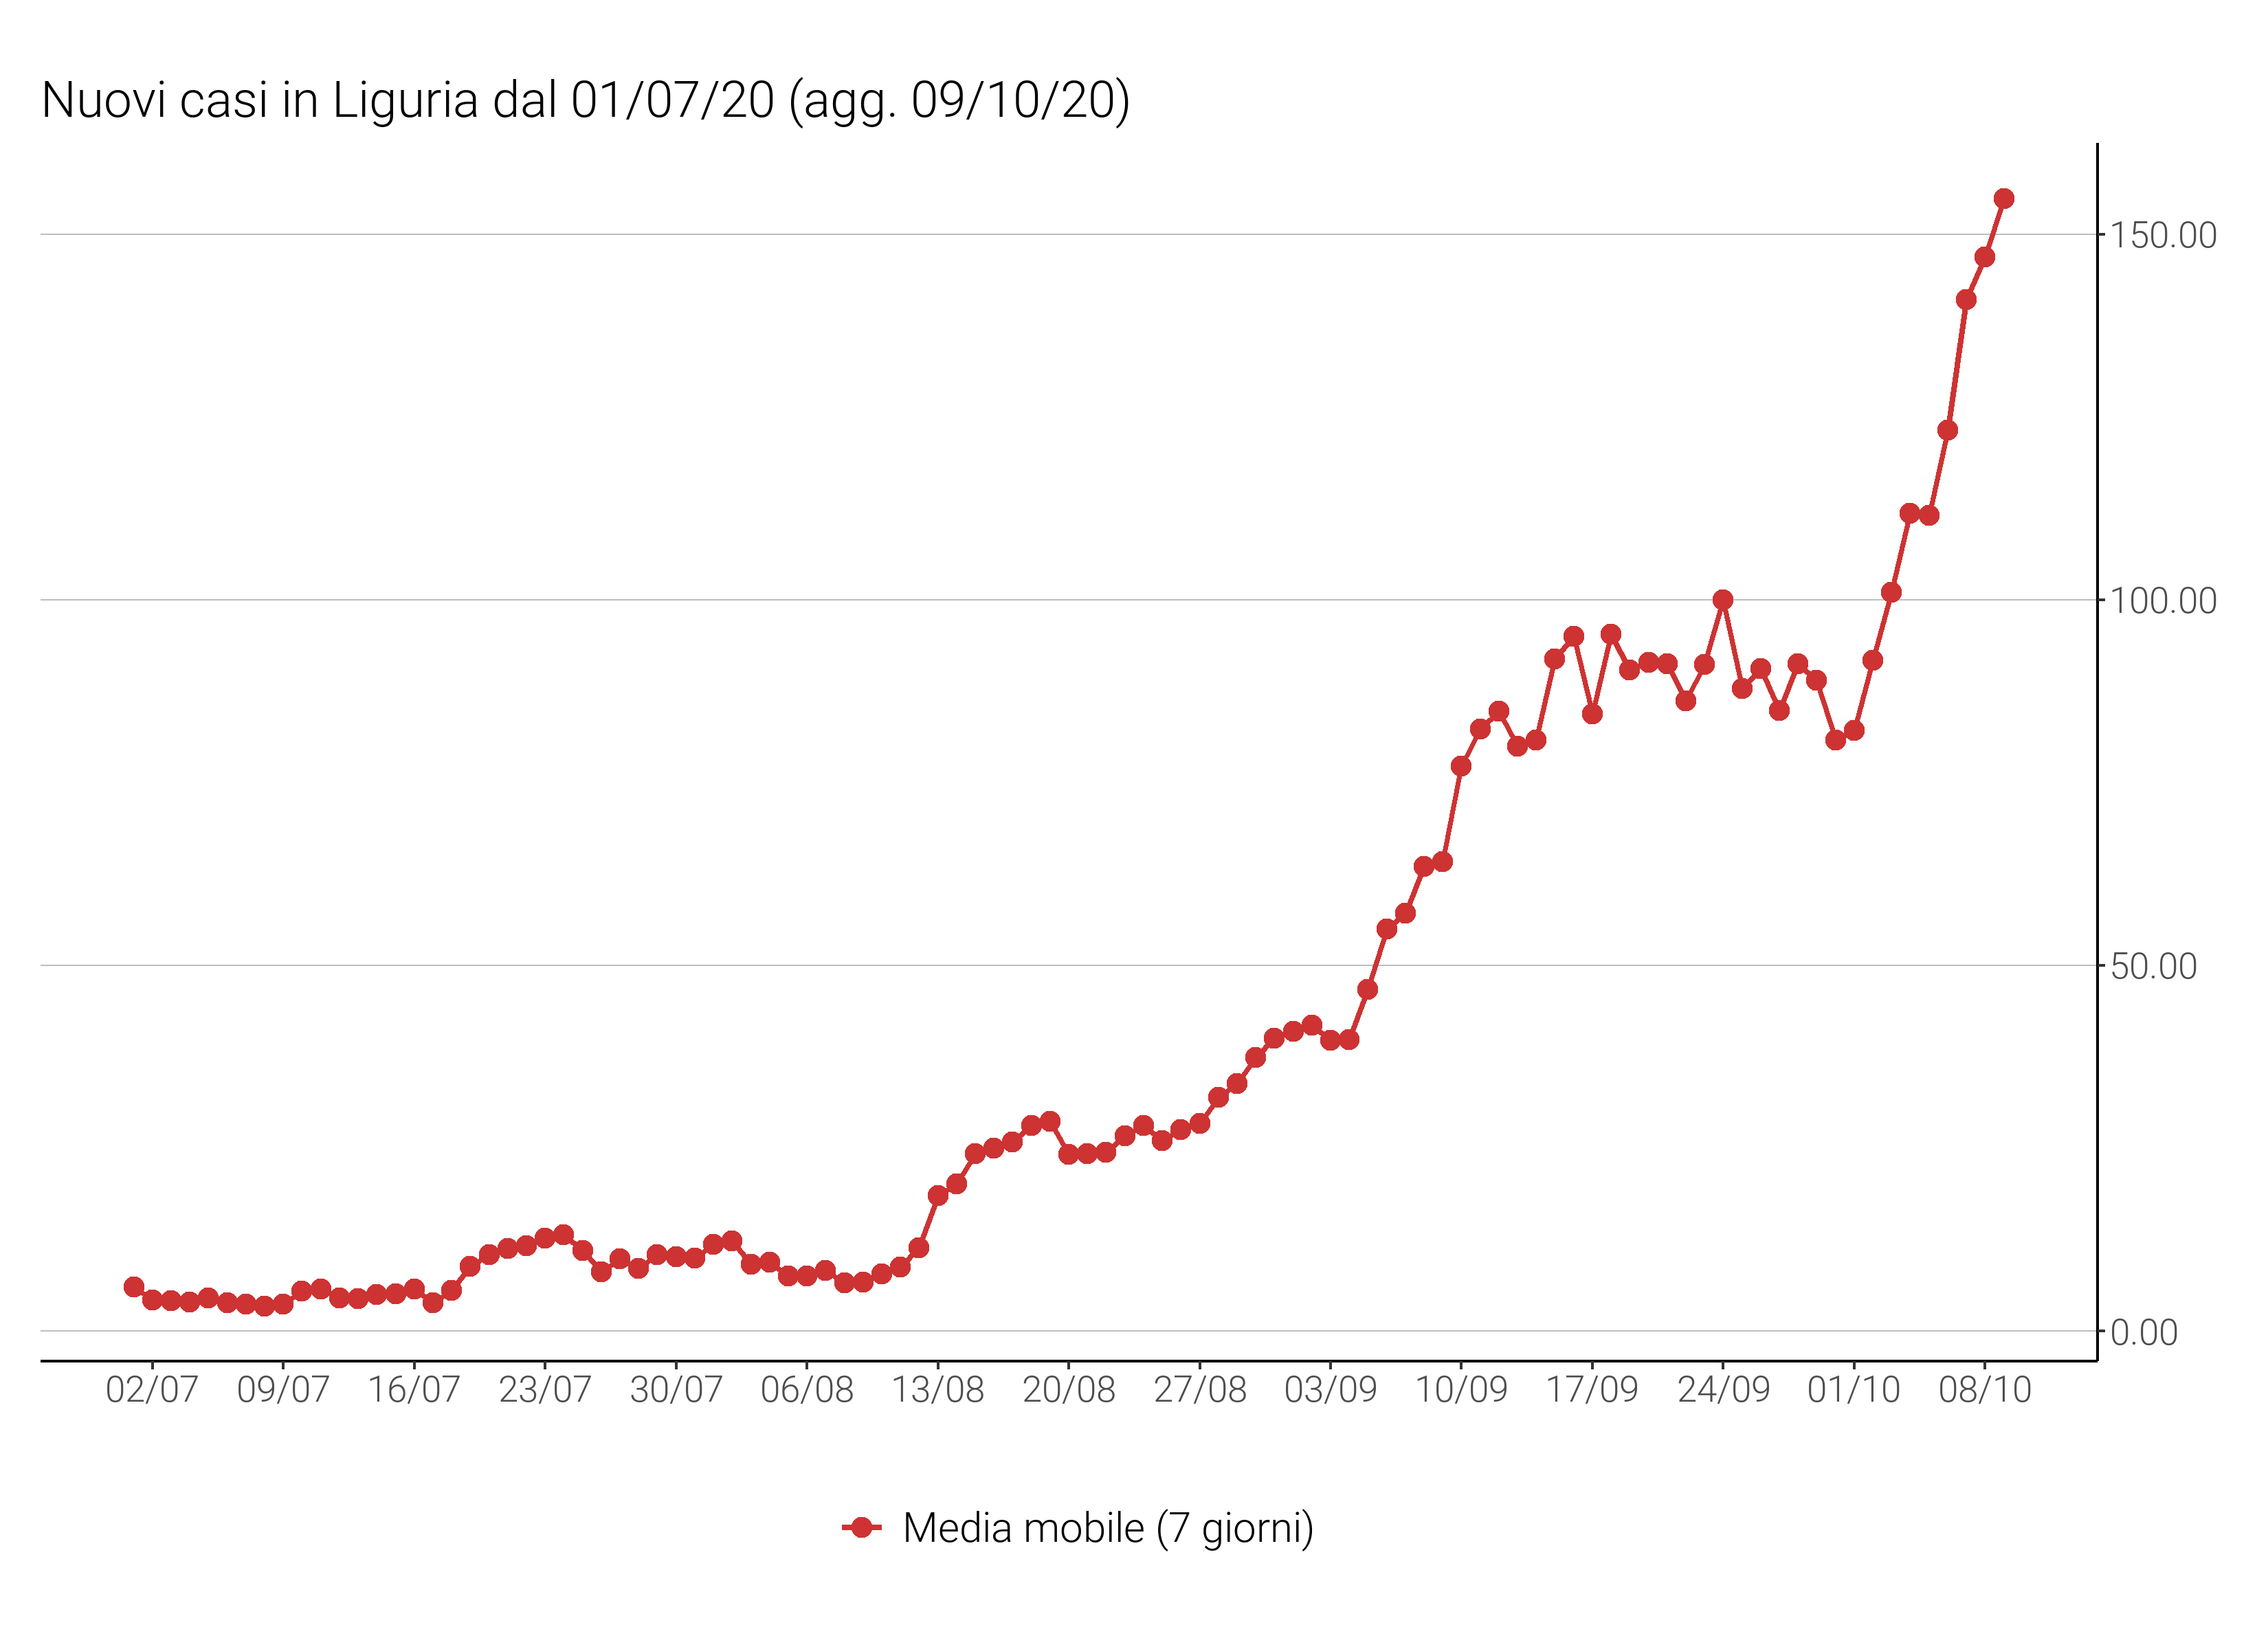 Nuovi casi in Liguria dal 01/07/20 (agg. 09/10/20)
150.00
100.00
50.00
0.00
02/07 09/07 16/07 23/07 30/07 06/08 13/08 20/08 27/08 03/09 10/09 17/09 24/09 01/10 08/10
Media mobile (7 giorni)